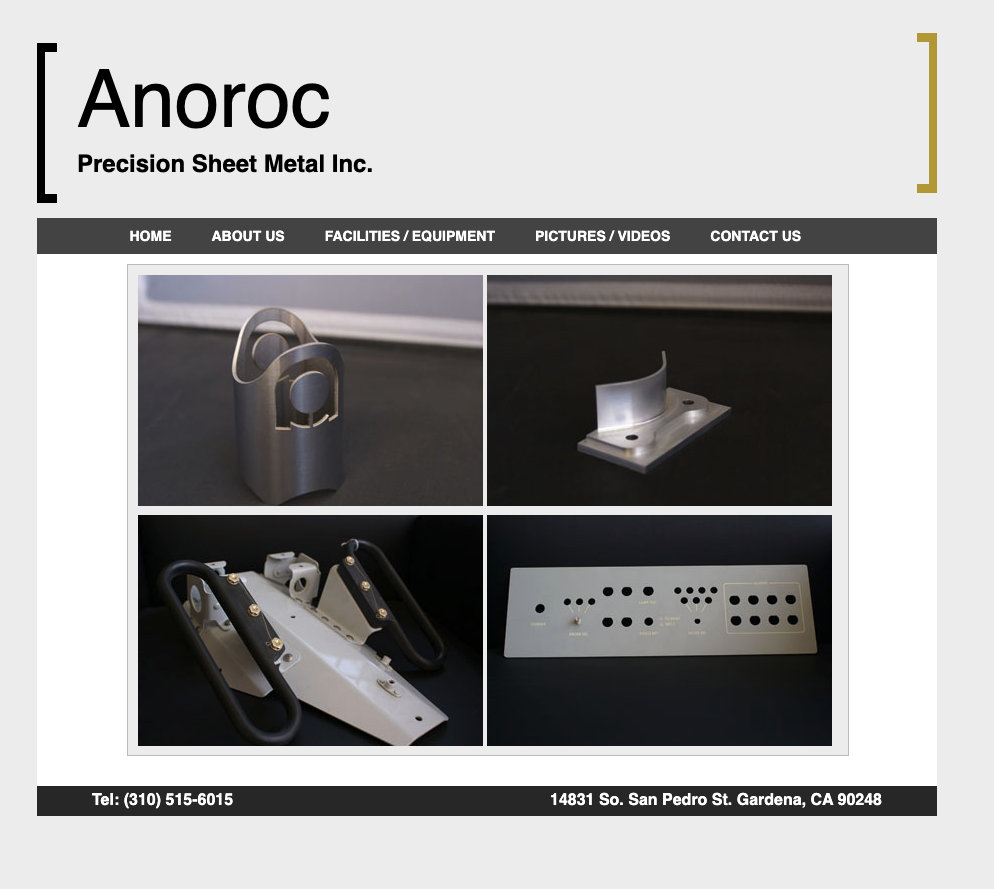 Anoroc
Precision Sheet Metal Inc.
HOME ABOUT US FACILITIES / EQUIPMENT PICTURES / VIDEOS CONTACT US
Tel: (310) 515-6015 14831 So. San Pedro St. Gardena, CA 90248